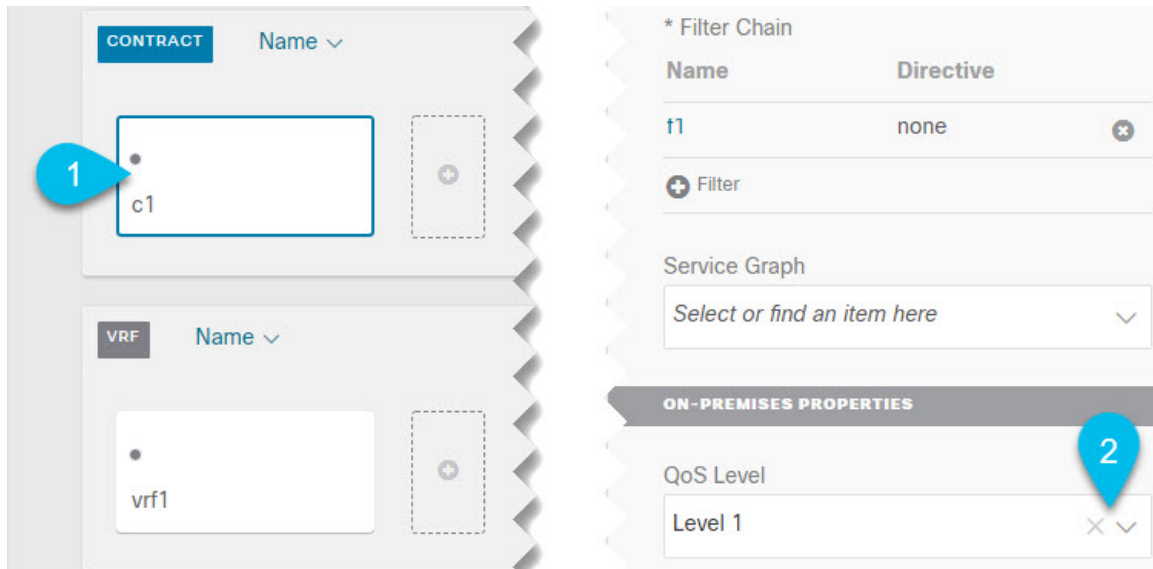 CONTRACT Name
1
c1
VRF Name
vrf1
* Filter Chain
Name Directive
t1 none
Filter
Service Graph
Select or find an item here
ON-PREMISES PROPERTIES
2
QoS Level
Level 1